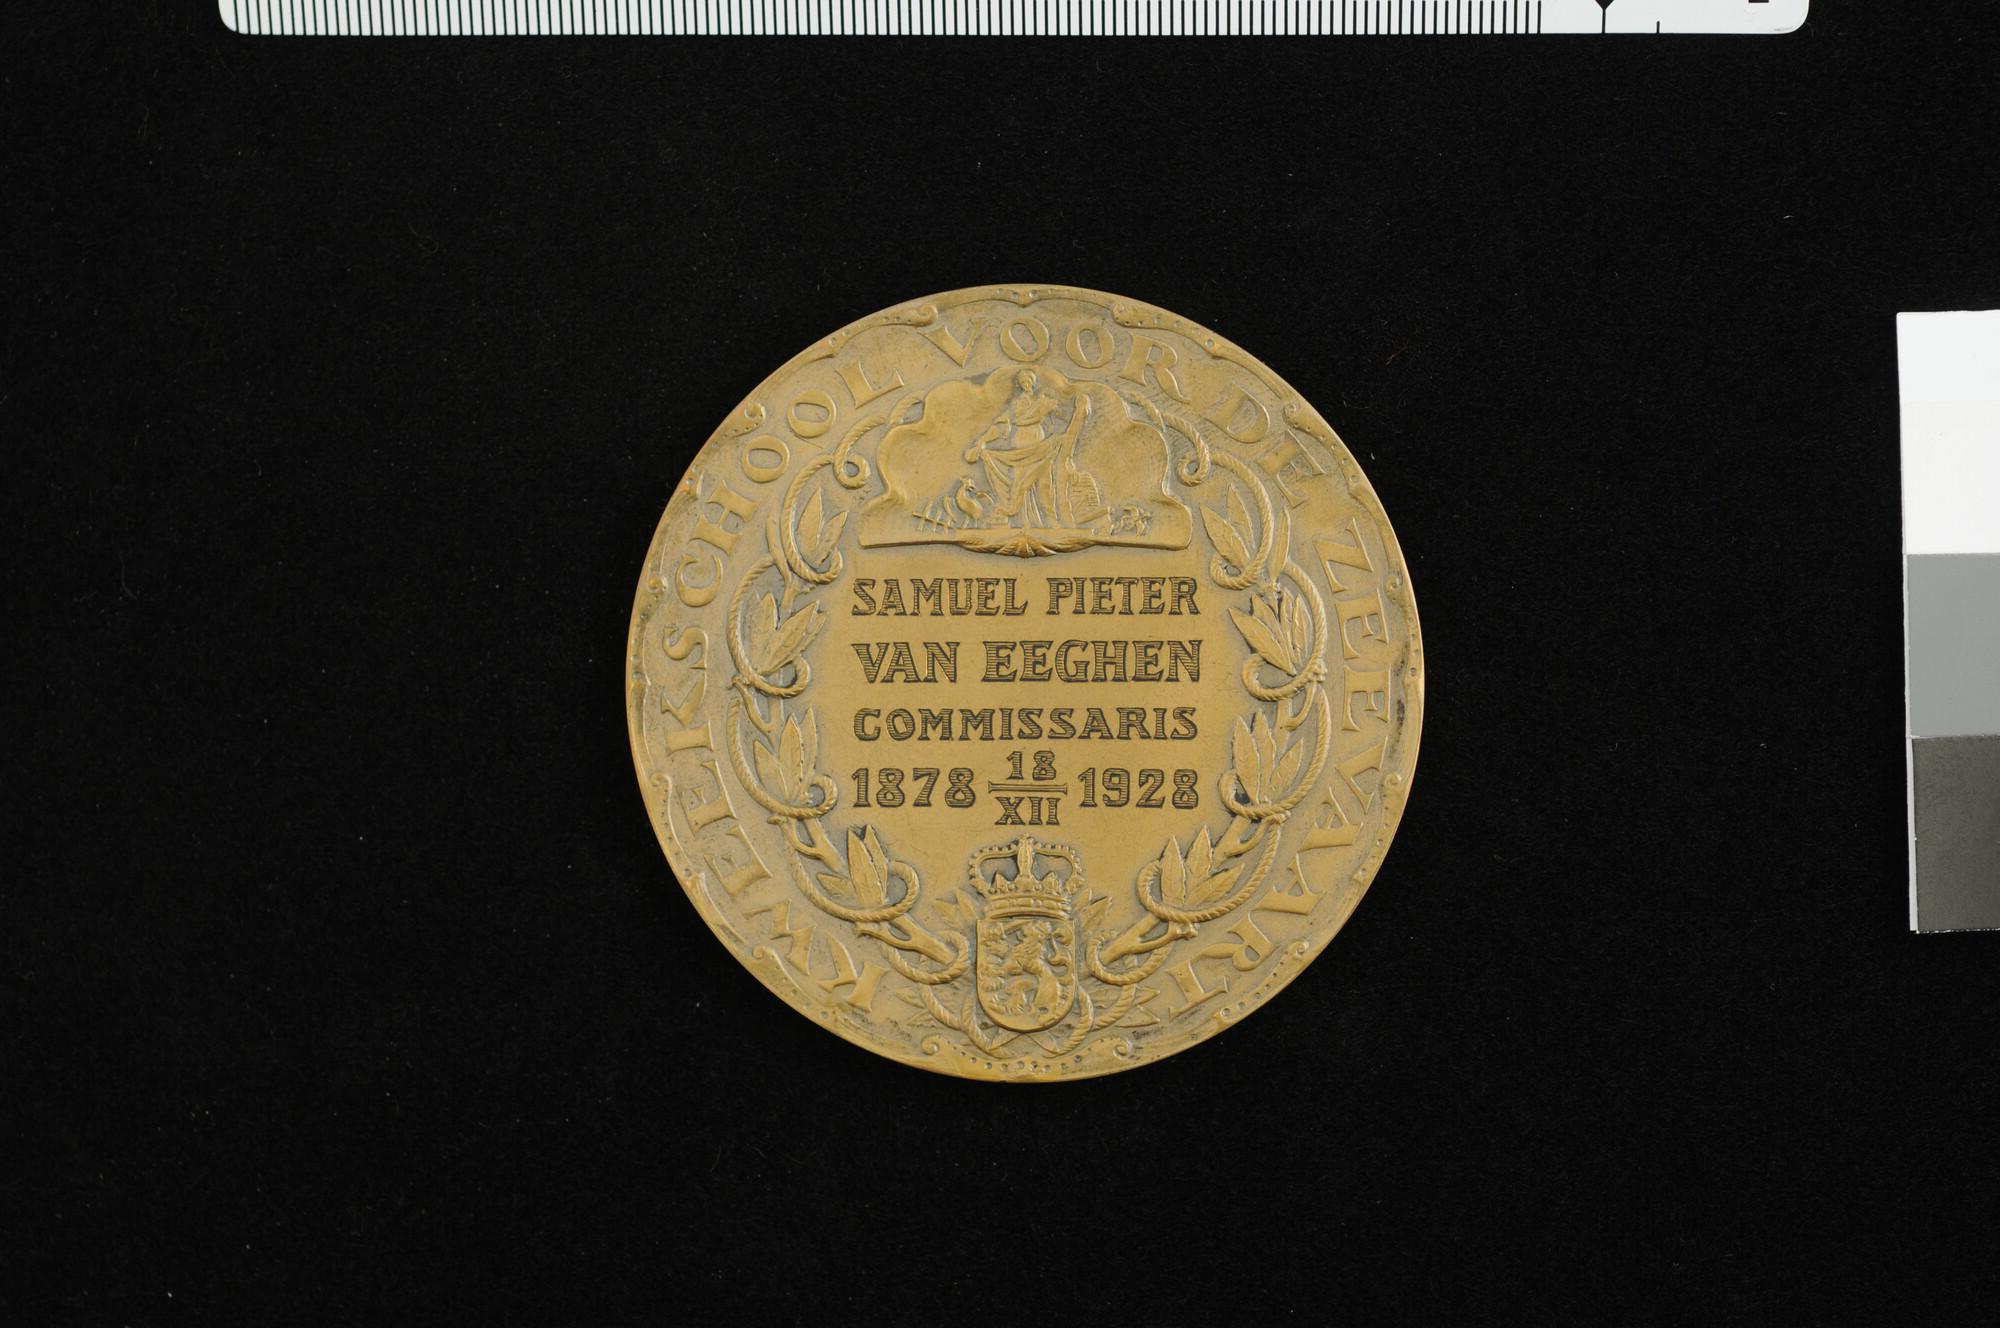 KWEEKSCHOOL VOOR DE ZEEVAART
SAMUEL PIETER
VAN EEGHEN
COMMISSARIS
1878 18/XII 1928